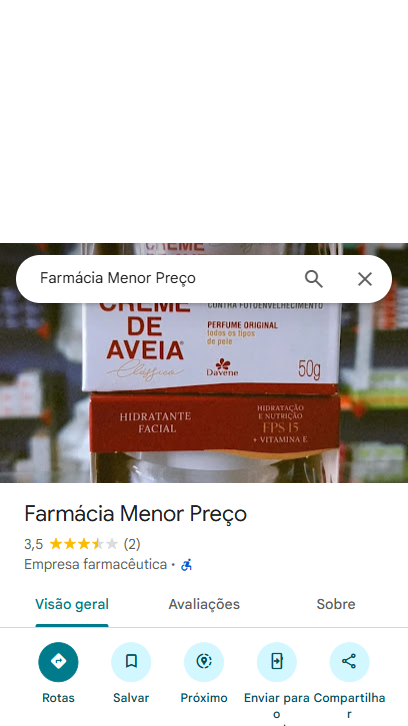 CREME
Farmácia Menor Preço
CREME
CONTRA FOTOENVELHECIMENTO
DE
PERFUME ORIGINAL
todos os tipos
de pele
AVEIA
Clássica
Davene
50g
HIDRATANTE
FACIAL
HIDRATAÇÃO
E NUTRIÇÃO
FPS 15
+ VITAMINA E
Farmácia Menor Preço
3,5 (2)
Empresa farmacêutica ·
Visão geral Avaliações Sobre
Rotas Salvar Próximo Enviar para Compartilha
o r